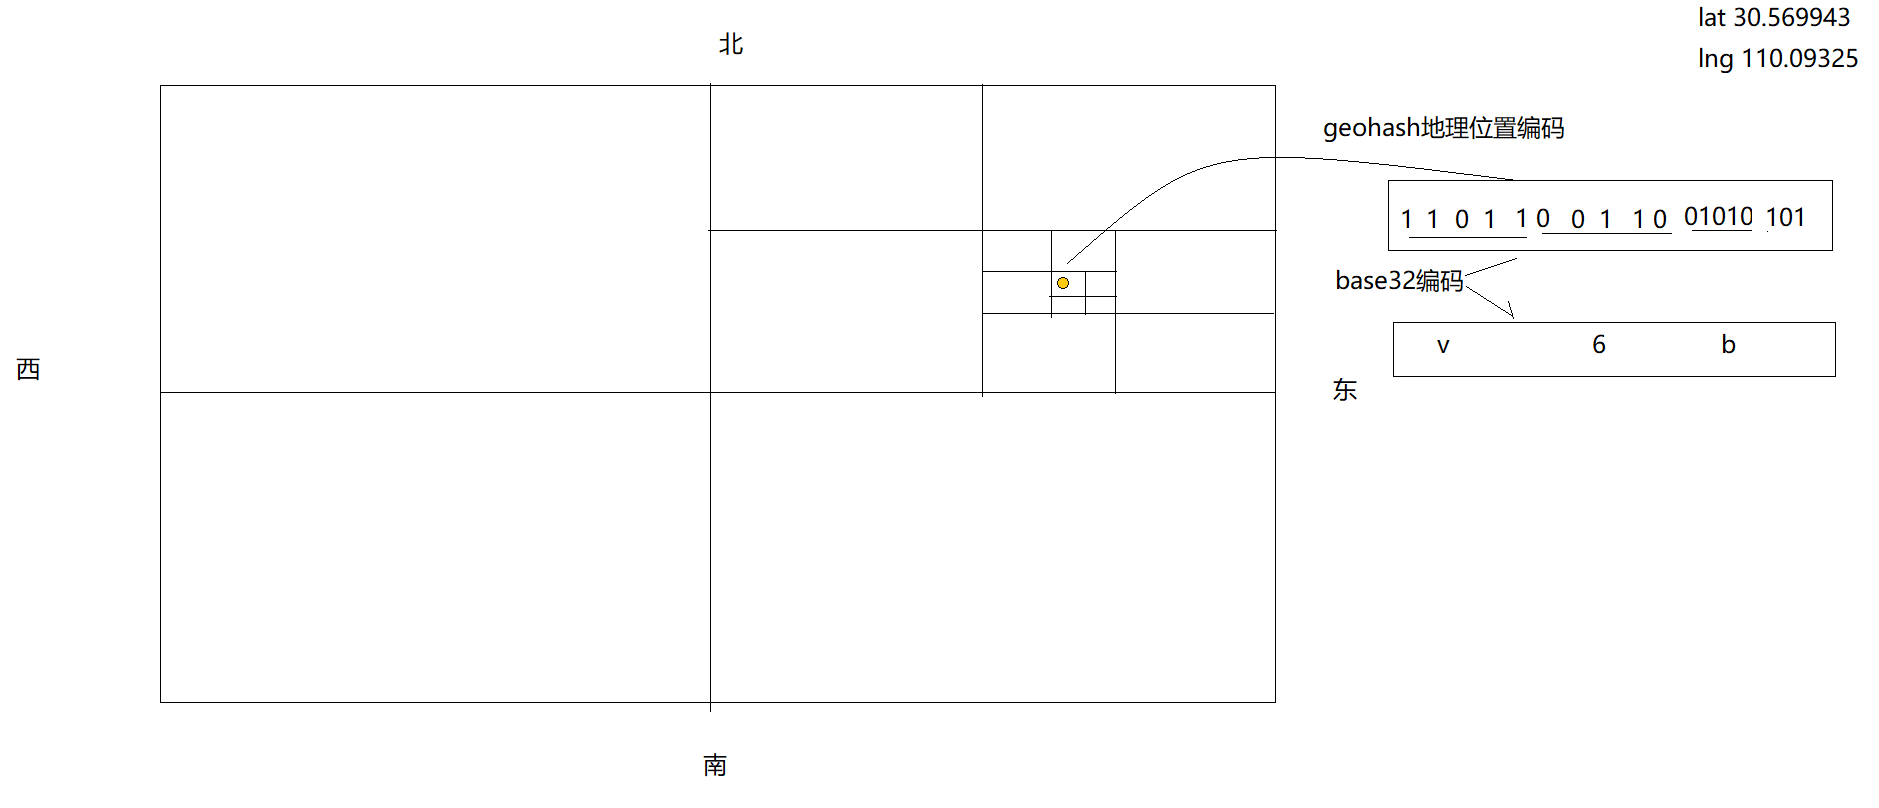 lat 30.569943
lng 110.09325
北
geohash地理位置编码
1 1 0 1 1 0 0 1 1 0 01010 101
base32编码
v 6 b
西
东
南